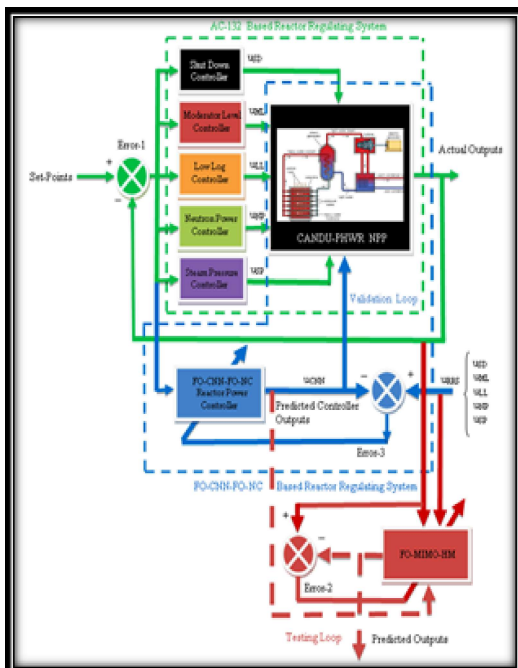 AC-132 Based Reactor Regulating System
Shut Down
Controller
uSD
Moderator Level
Controller
uML
Error-1
+
Low Log
Controller
uLL
Actual Outputs
Set-Points
−
Neutron Power
Controller
uNP
CANDU-PHWR NPP
Steam Pressure
Controller
uSP
Validation Loop
FO-CNN-FO-NC
Reactor Power
Controller
uCNN
−
+
uRRS
uSD
uML
uLL
uNP
uSP
Predicted Controller
Outputs
Error-3
FO-CNN-FO-NC Based Reactor Regulating System
+
−
FO-MIMO-HM
Error-2
Testing Loop
Predicted Outputs